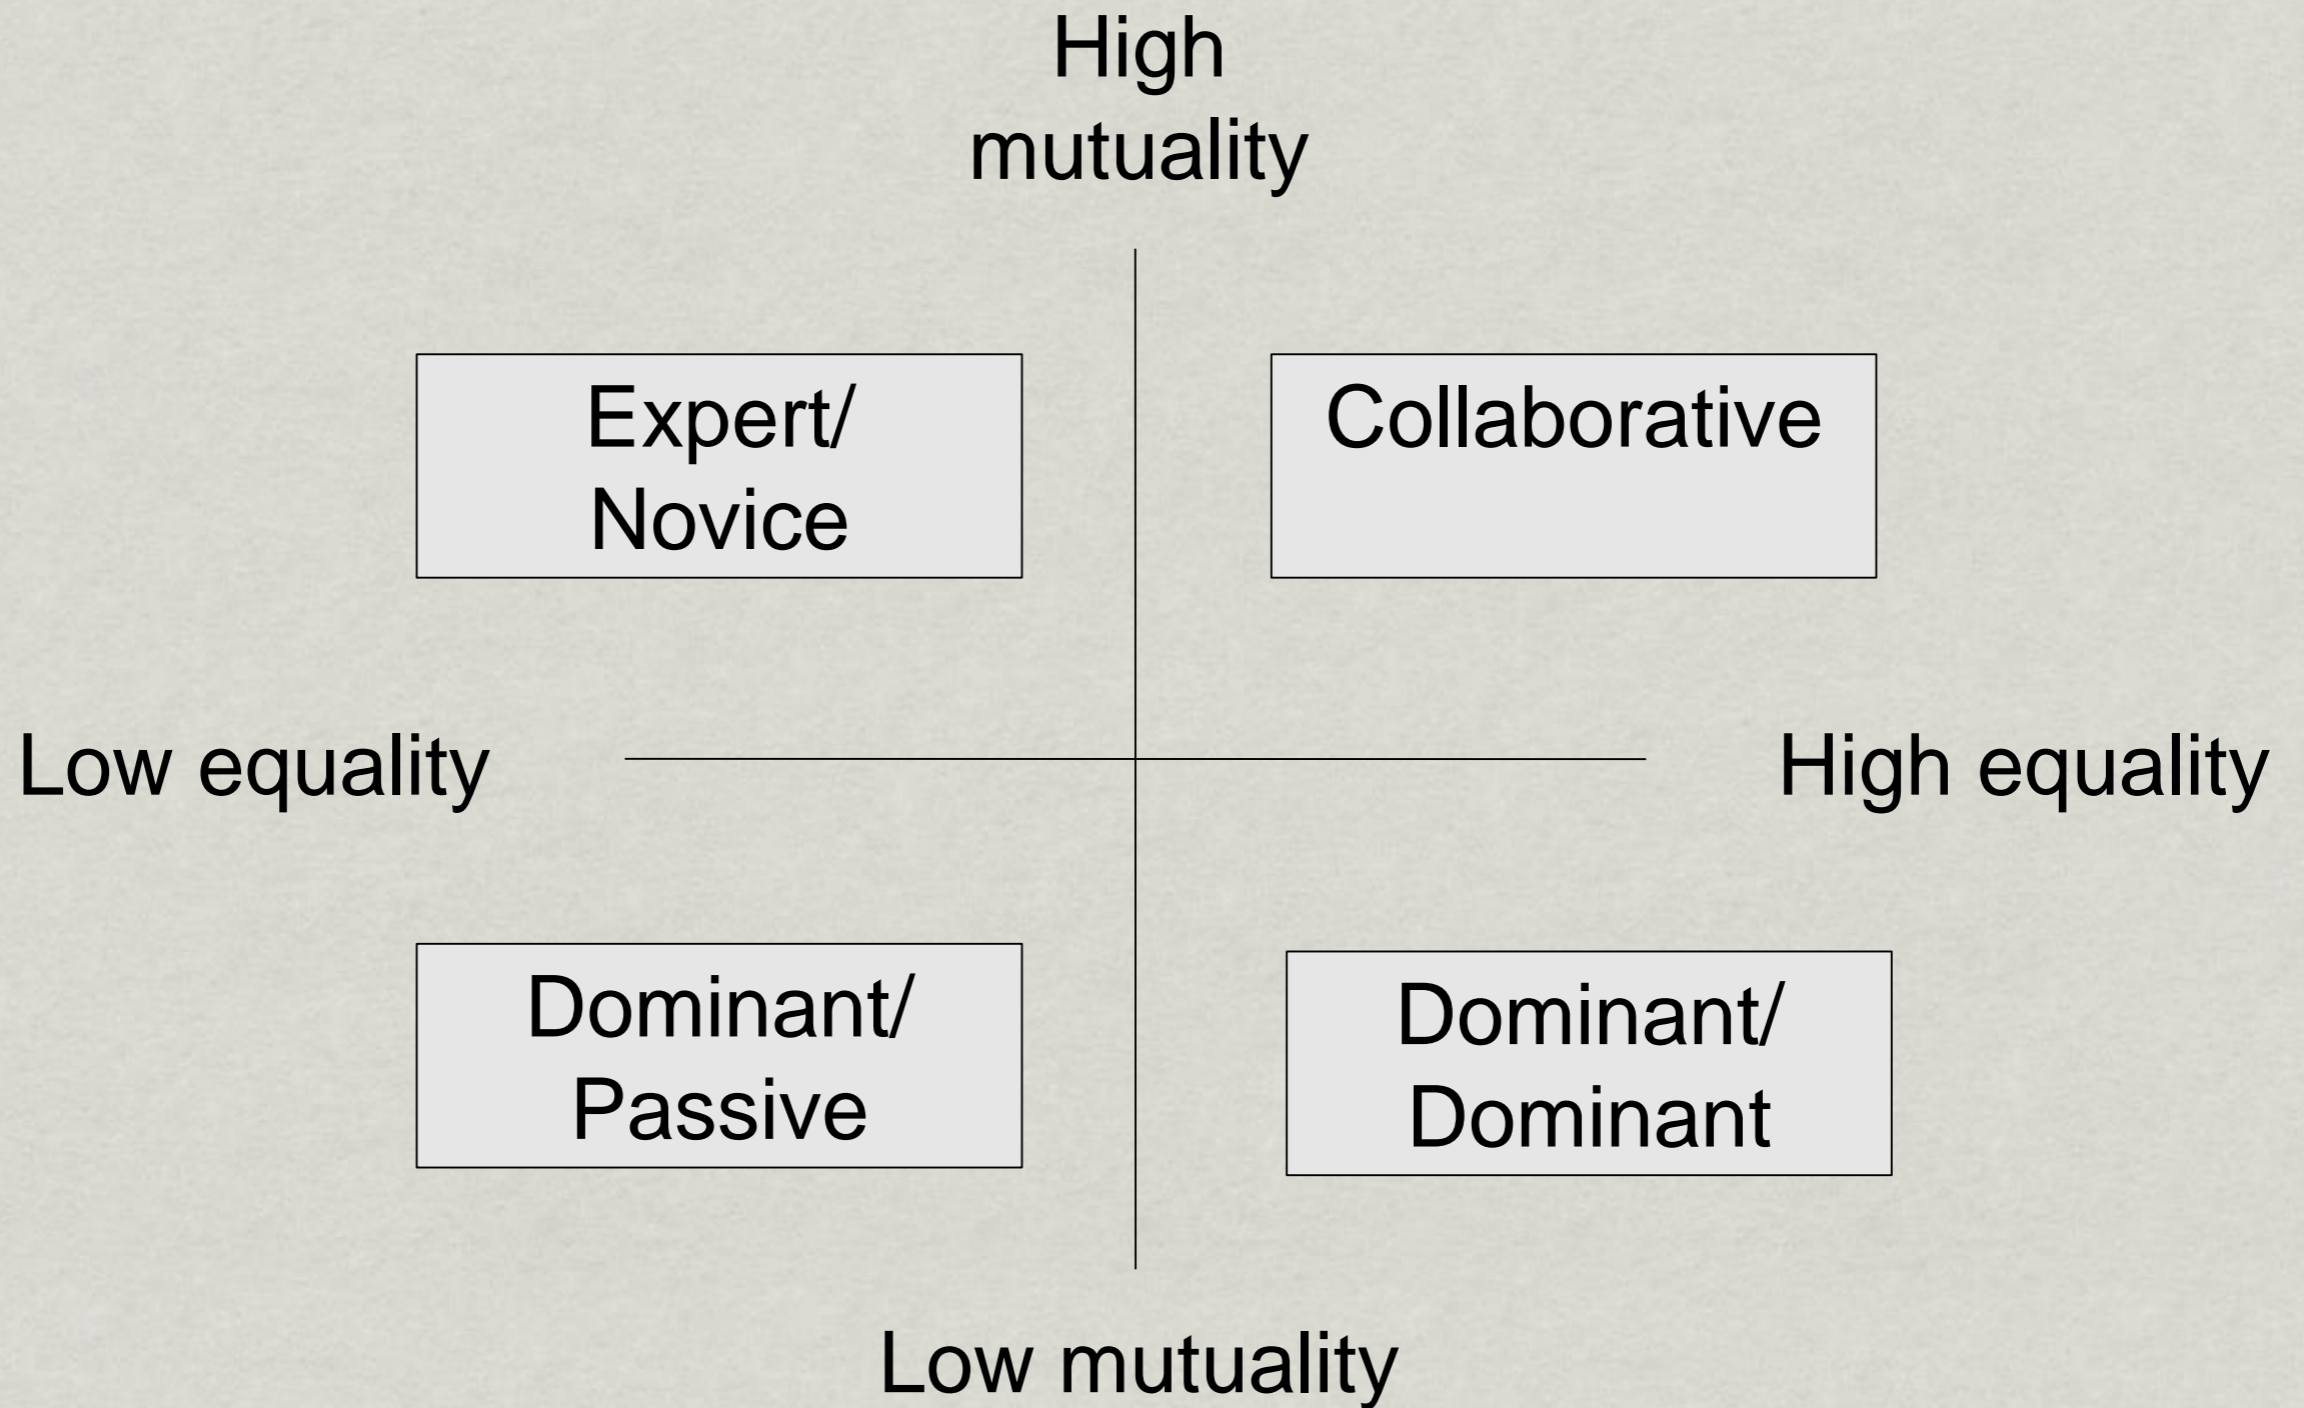 High
mutuality
Expert/
Novice
Collaborative
Low equality
High equality
Dominant/
Passive
Dominant/
Dominant
Low mutuality